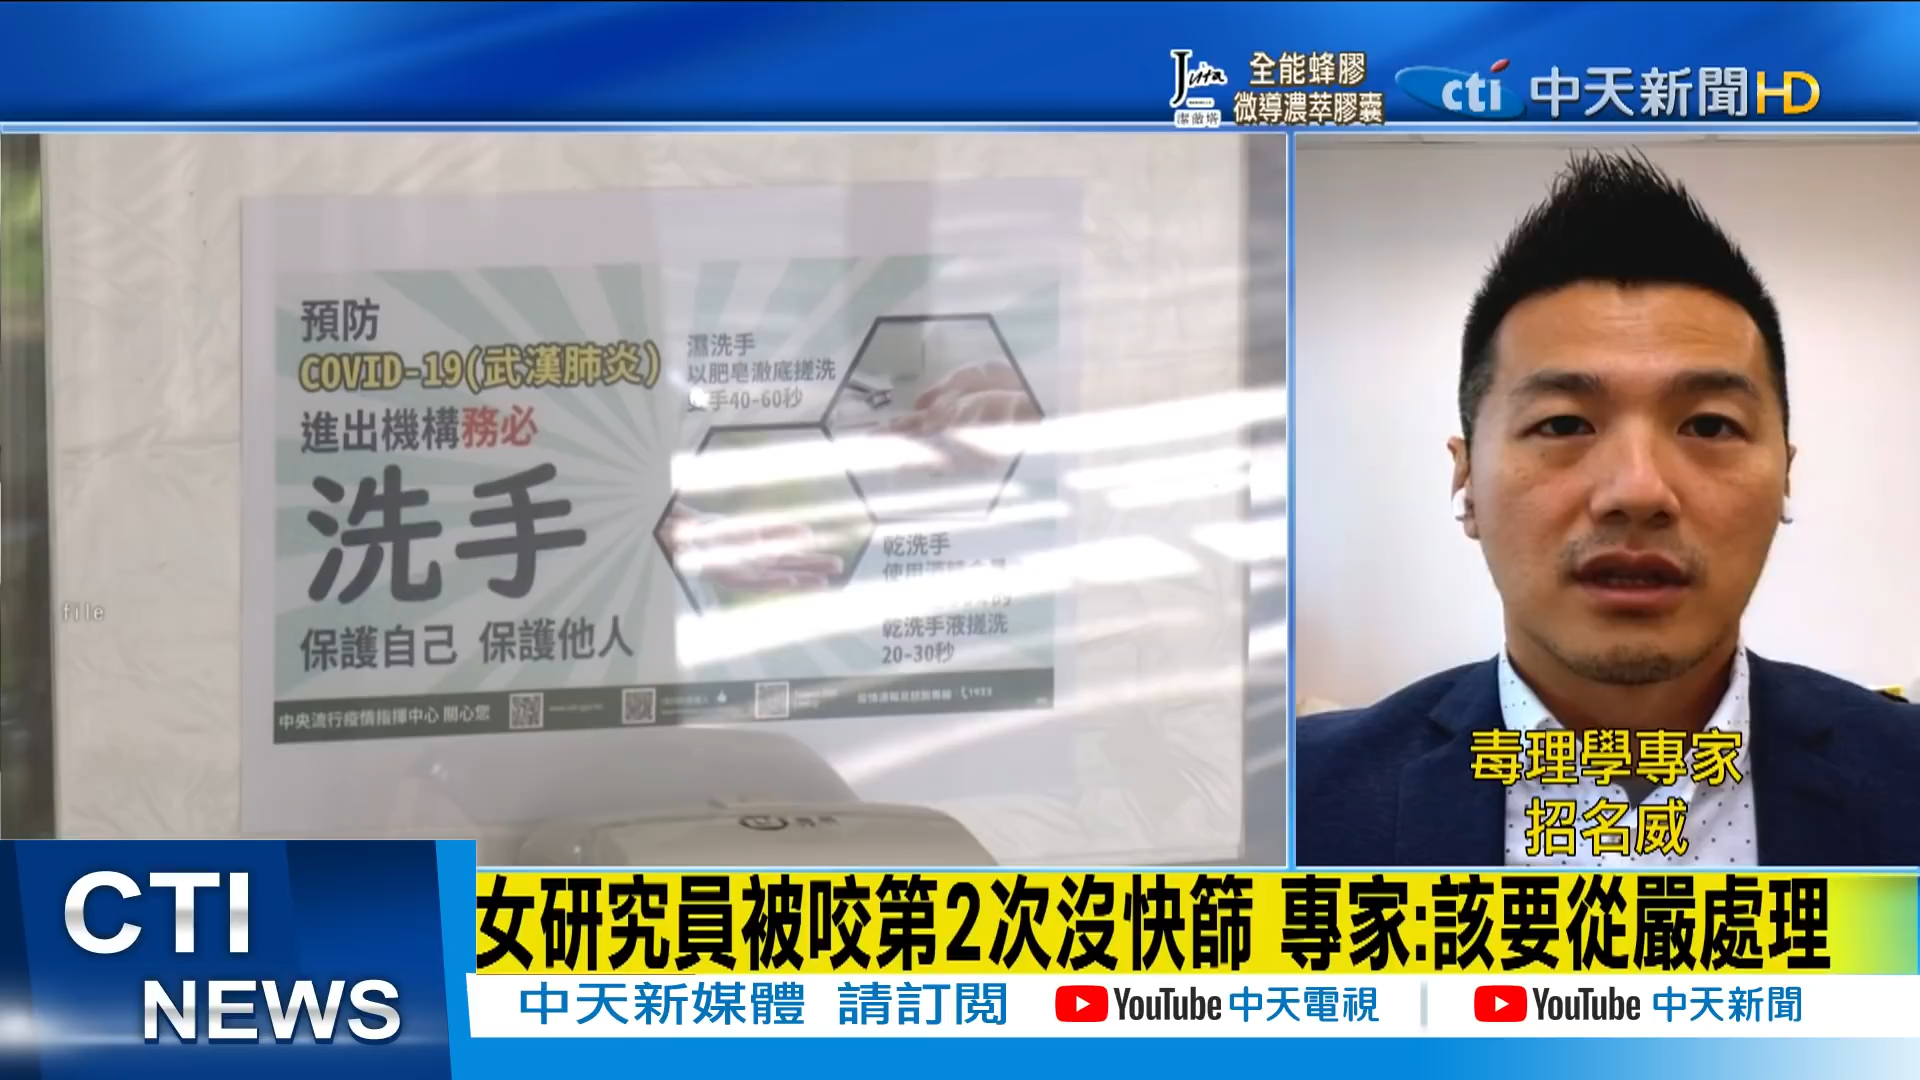 Jvita
潔敵塔
全能蜂膠
微導濃萃膠囊
cti 中天新聞HD
預防
COVID-19(武漢肺炎)
進出機構務必
洗手
保護自己 保護他人
濕洗手
以肥皂澈底搓洗
雙手40-60秒
乾洗手
乾洗手液搓洗
20-30秒
中央流行疫情指揮中心 關心您
1922
file
毒理學專家
招名威
CTI
NEWS
女研究員被咬第2次沒快篩 專家:該要從嚴處理
中天新媒體 請訂閱 YouTube 中天電視 | YouTube 中天新聞